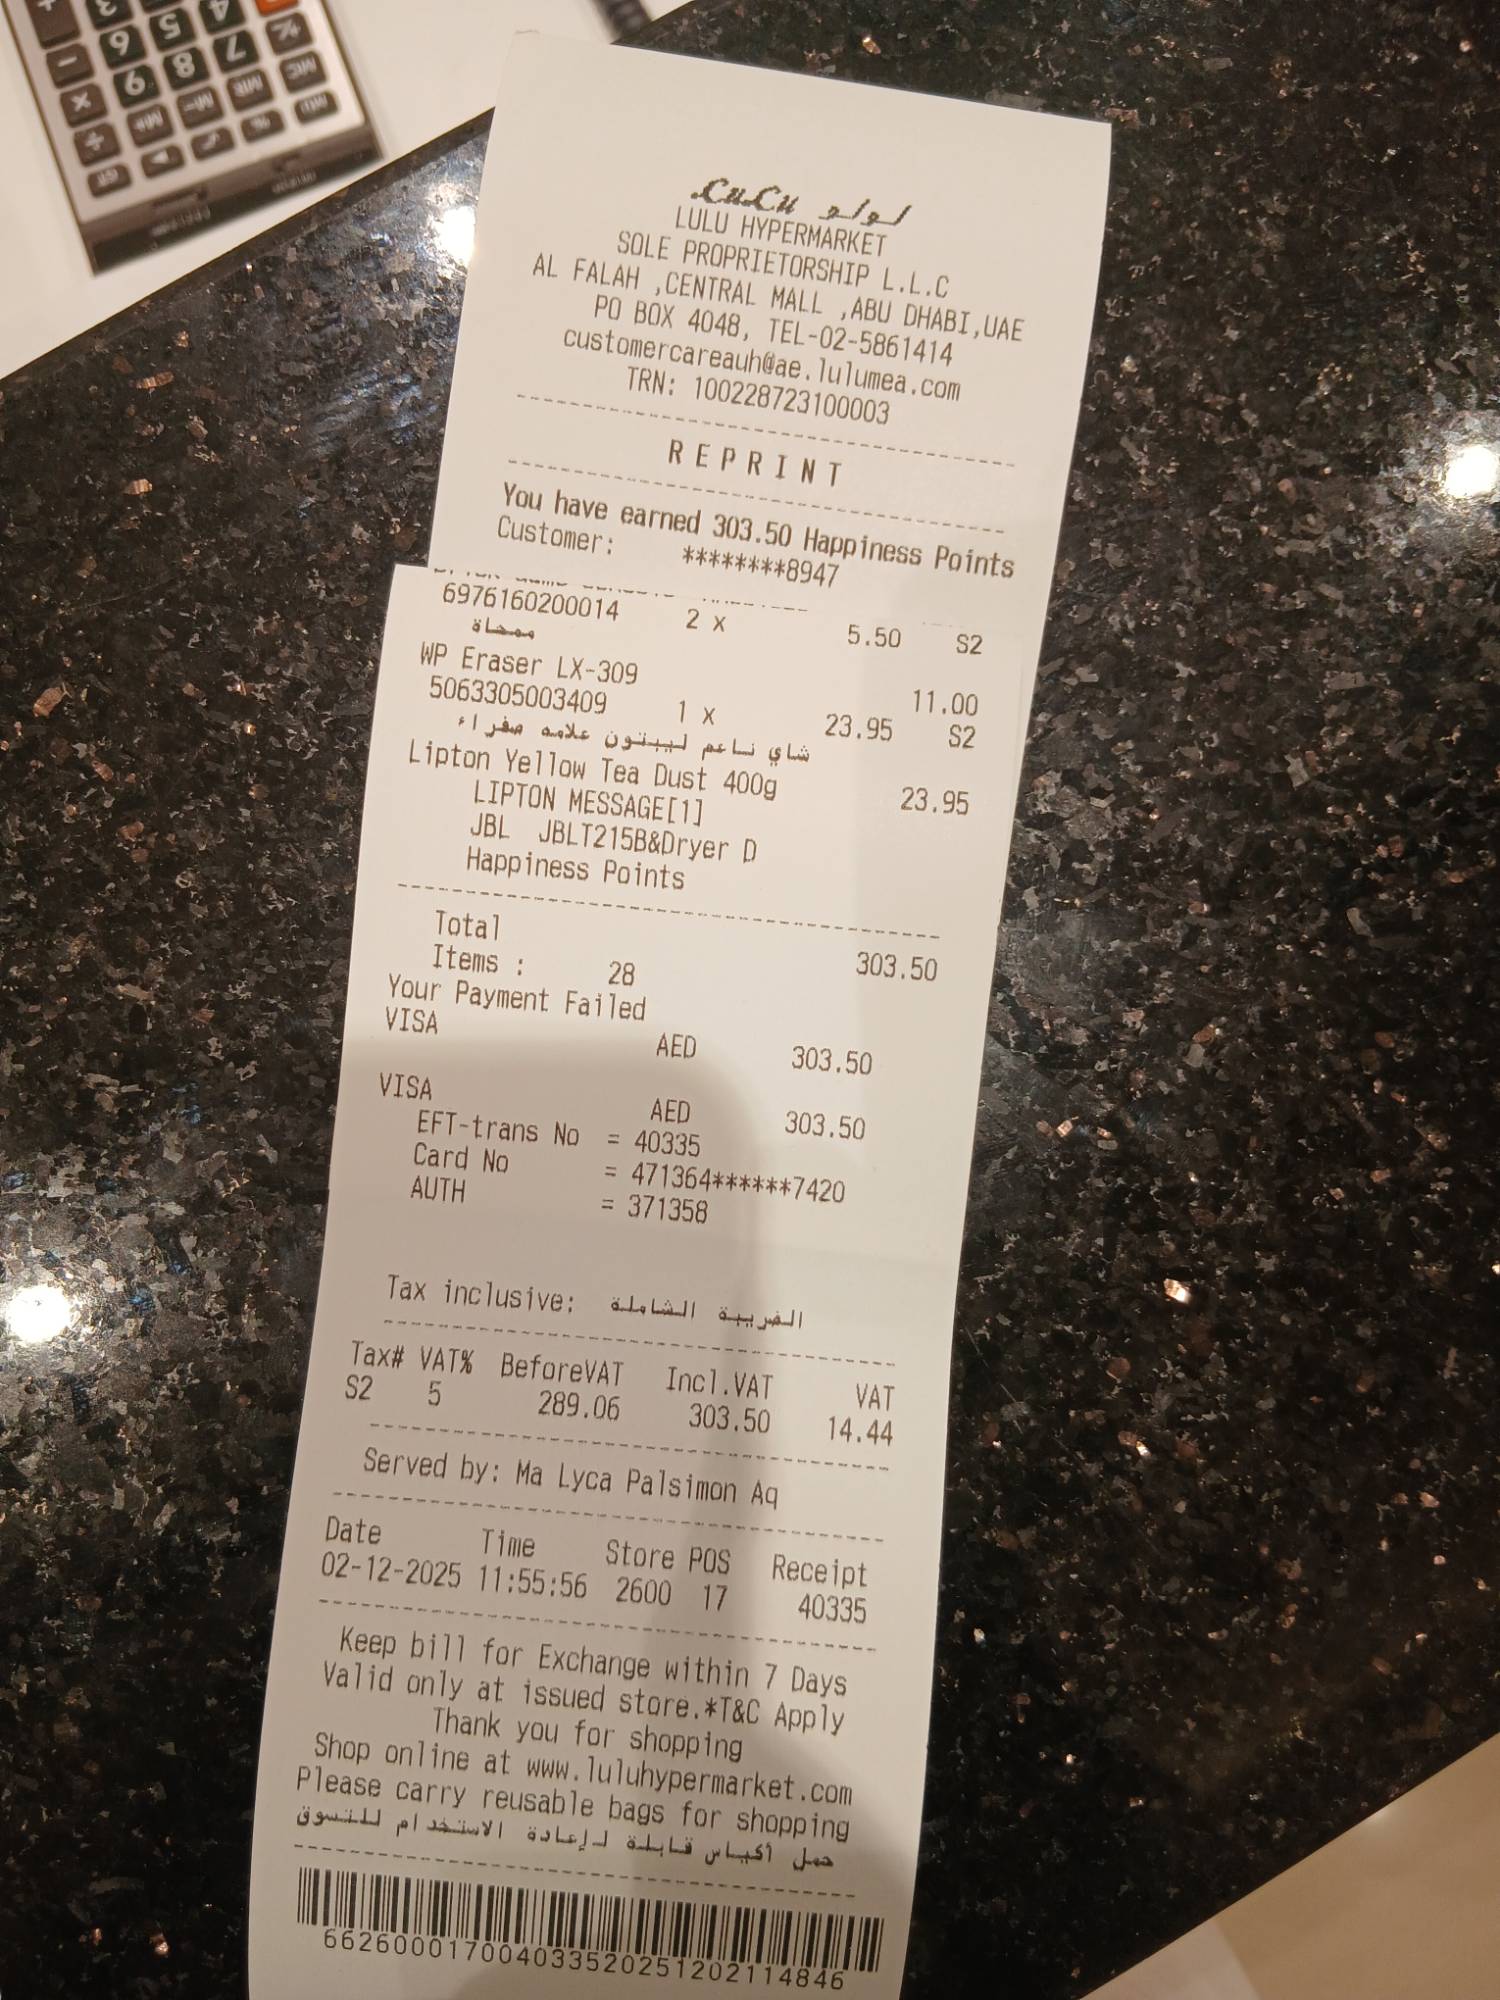 LuLu لولو
LULU HYPERMARKET
SOLE PROPRIETORSHIP L.L.C
AL FALAH ,CENTRAL MALL ,ABU DHABI,UAE
PO BOX 4048, TEL-02-5861414
customercareauh@ae.lulumea.com
TRN: 100228723100003
REPRINT
You have earned 303.50 Happiness Points
Customer: ********8947
6976160200014 2 X 5.50 S2
ممحاة
WP Eraser LX-309 11.00
5063305003409 1 X 23.95 S2
شاي ناعم ليبتون علامه صفراء
Lipton Yellow Tea Dust 400g 23.95
LIPTON MESSAGE[1]
JBL JBLT215B&Dryer D
Happiness Points
Total 303.50
Items : 28
Your Payment Failed
VISA AED 303.50
VISA AED 303.50
EFT-trans No = 40335
Card No = 471364******7420
AUTH = 371358
Tax inclusive: الضريبة الشاملة
Tax# VAT% BeforeVAT Incl.VAT VAT
S2 5 289.06 303.50 14.44
Served by: Ma Lyca Palsimon Aq
Date Time Store POS Receipt
02-12-2025 11:55:56 2600 17 40335
Keep bill for Exchange within 7 Days
Valid only at issued store.*T&C Apply
Thank you for shopping
Shop online at www.luluhypermarket.com
Please carry reusable bags for shopping
حمل أكياس قابلة لإعادة الاستخدام للتسوق
6626000170040335202512021​14846